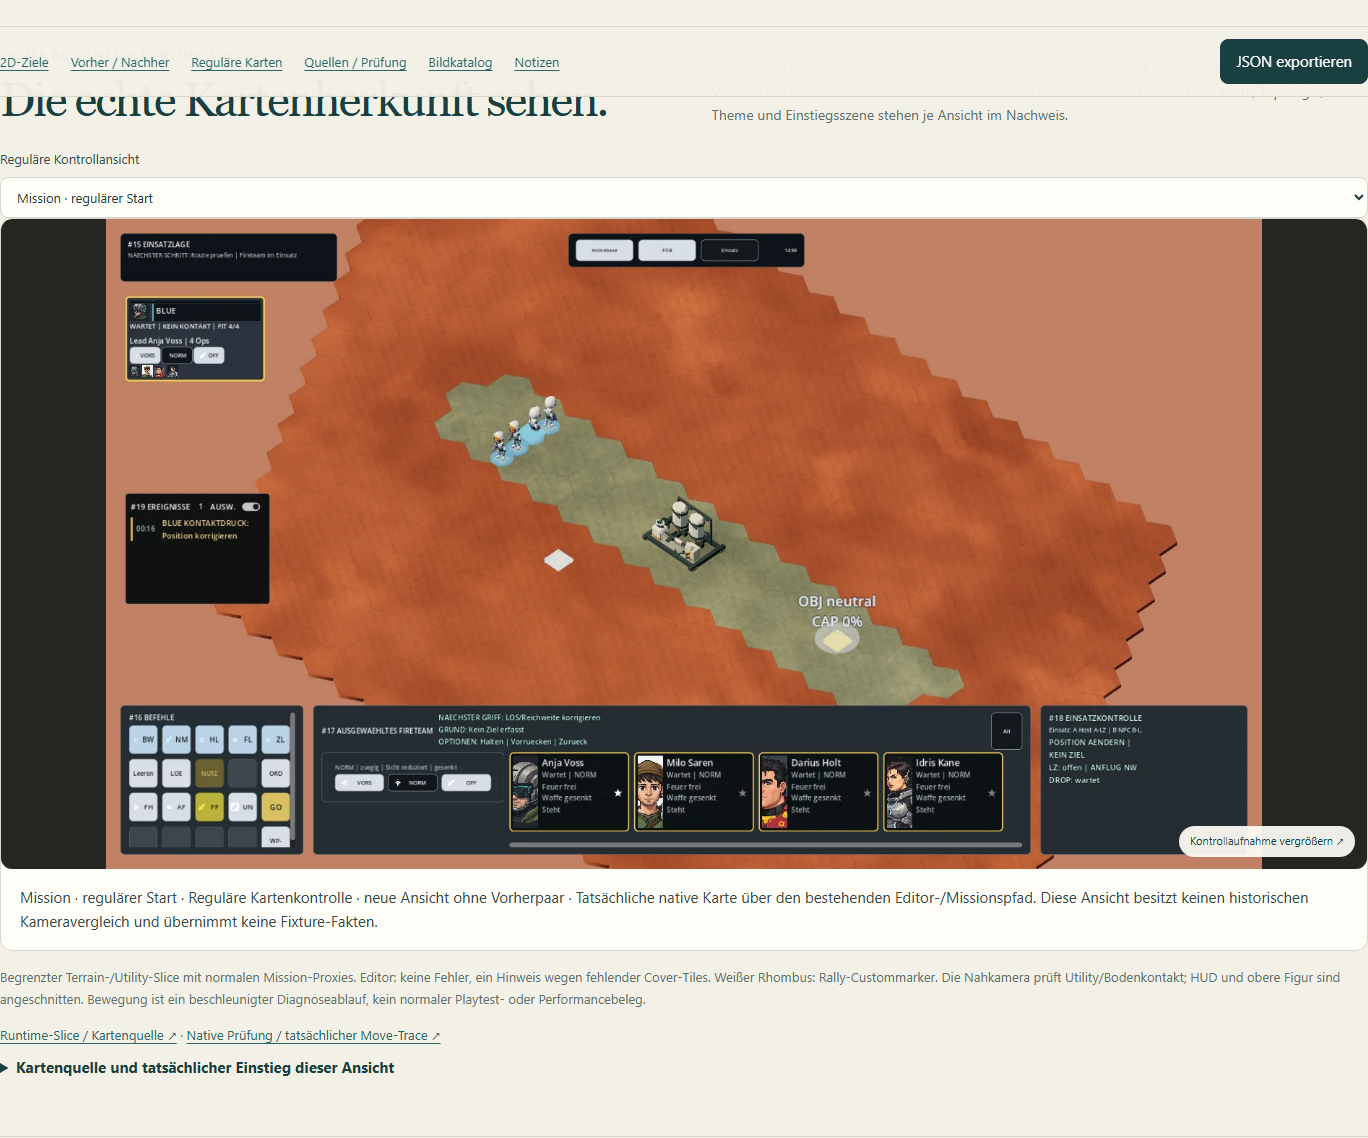 2D-Ziele Vorher / Nachher Reguläre Karten Quellen / Prüfung Bildkatalog Notizen
JSON exportieren
Die echte Kartenherkunft sehen.
Theme und Einstiegsszene stehen je Ansicht im Nachweis.
Reguläre Kontrollansicht
Mission · regulärer Start
#15 EINSATZLAGE
NAECHSTER SCHRITT: Route pruefen | Fireteam im Einsatz
Homebase FOB Einsatz 14:59
BLUE
WARTET | KEIN KONTAKT | FIT 4/4
Lead Anja Voss | 4 Ops
VORS NORM OFF
#19 EREIGNISSE 1 AUSW.
00:16 BLUE KONTAKTDRUCK:
Position korrigieren
OBJ neutral
CAP 0%
#16 BEFEHLE
BW NM HL FL ZL
Leeren LOE NUTZ ORD
FH AF FF UN GO
WP-
#17 AUSGEWAEHLTES FIRETEAM
NAECHSTER GRIFF: LOS/Reichweite korrigieren
GRUND: Kein Ziel erfasst
OPTIONEN: Halten | Vorruecken | Zurueck
All
NORM | zuegig | Sicht reduziert | gesenkt
VORS NORM OFF
Anja Voss
Wartet | NORM
Feuer frei
Waffe gesenkt
Steht
Milo Saren
Wartet | NORM
Feuer frei
Waffe gesenkt
Steht
Darius Holt
Wartet | NORM
Feuer frei
Waffe gesenkt
Steht
Idris Kane
Wartet | NORM
Feuer frei
Waffe gesenkt
Steht
#18 EINSATZKONTROLLE
Einsatz: A Host A-LZ | B NPC B-L
POSITION AENDERN |
KEIN ZIEL
LZ: offen | ANFLUG NW
DROP: wartet
Kontrollaufnahme vergrößern ↗
Mission · regulärer Start · Reguläre Kartenkontrolle · neue Ansicht ohne Vorherpaar · Tatsächliche native Karte über den bestehenden Editor-/Missionspfad. Diese Ansicht besitzt keinen historischen
Kameravergleich und übernimmt keine Fixture-Fakten.
Begrenzter Terrain-/Utility-Slice mit normalen Mission-Proxies. Editor: keine Fehler, ein Hinweis wegen fehlender Cover-Tiles. Weißer Rhombus: Rally-Custommarker. Die Nahkamera prüft Utility/Bodenkontakt; HUD und obere Figur sind
angeschnitten. Bewegung ist ein beschleunigter Diagnoseablauf, kein normaler Playtest- oder Performancebeleg.
Runtime-Slice / Kartenquelle ↗ · Native Prüfung / tatsächlicher Move-Trace ↗
Kartenquelle und tatsächlicher Einstieg dieser Ansicht